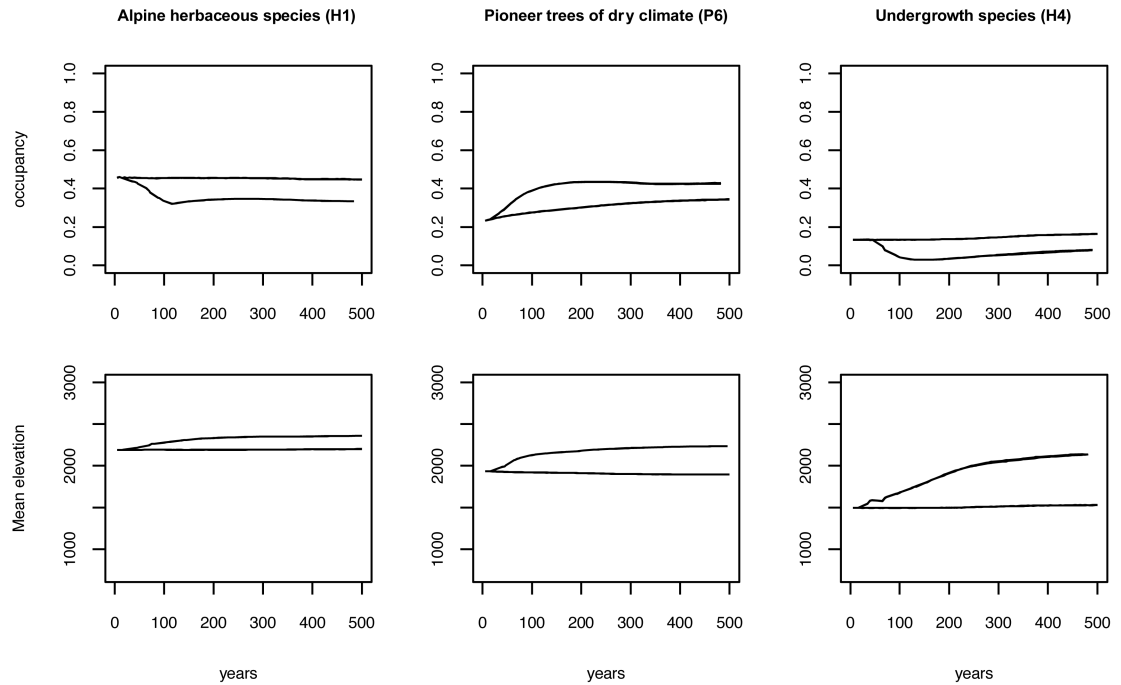 Alpine herbaceous species (H1)
Pioneer trees of dry climate (P6)
Undergrowth species (H4)
occupancy
1.0
0.8
0.6
0.4
0.2
0.0
0 100 200 300 400 500
1.0
0.8
0.6
0.4
0.2
0.0
0 100 200 300 400 500
1.0
0.8
0.6
0.4
0.2
0.0
0 100 200 300 400 500
Mean elevation
3000
2000
1000
0 100 200 300 400 500
years
3000
2000
1000
0 100 200 300 400 500
years
3000
2000
1000
0 100 200 300 400 500
years